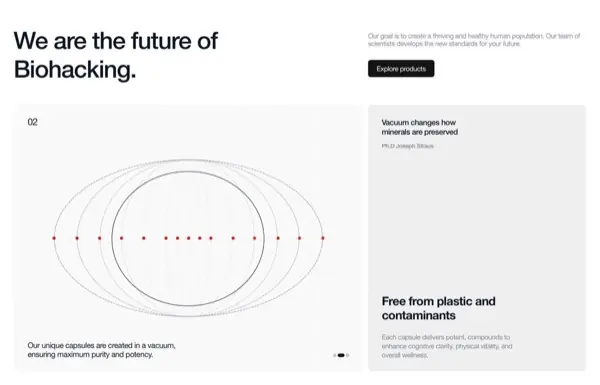 We are the future of
Biohacking.
Our goal is to create a thriving and healthy human population. Our team of
scientists develops the new standards for your future.
Explore products
02
Our unique capsules are created in a vacuum,
ensuring maximum purity and potency.
Vacuum changes how
minerals are preserved
Ph.D Joseph Straus
Free from plastic and
contaminants
Each capsule delivers potent, compounds to
enhance cognitive clarity, physical vitality, and
overall wellness.